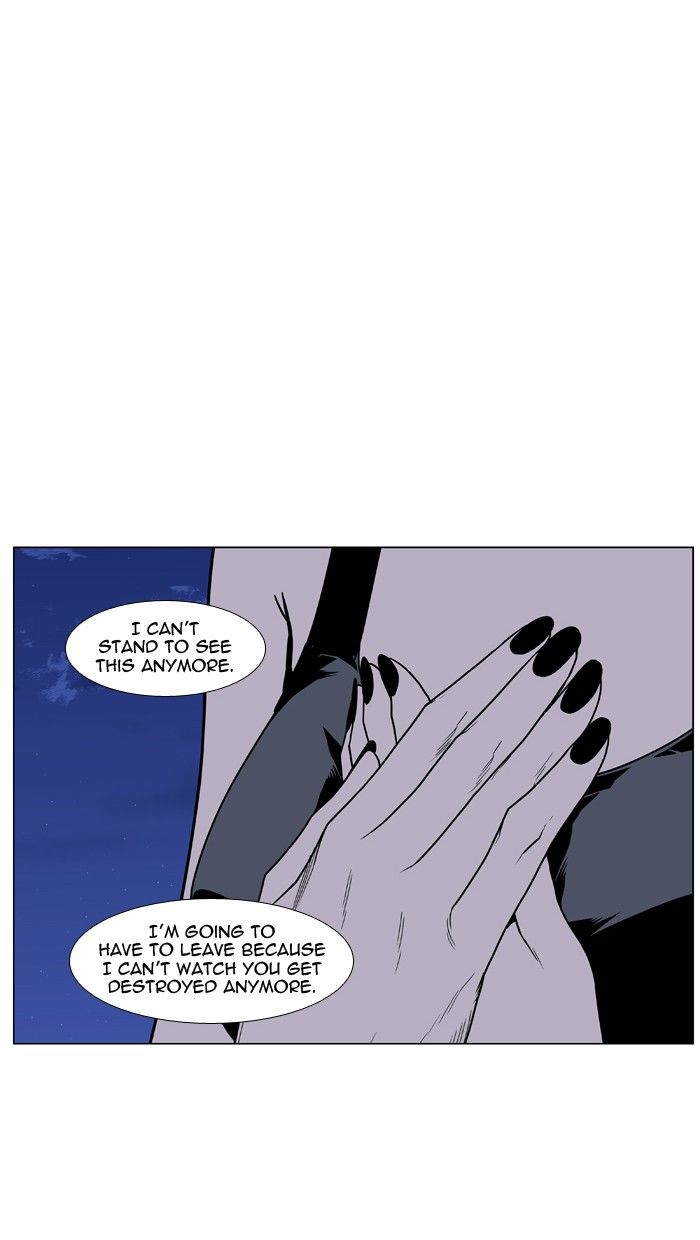 I CAN'T
STAND TO SEE
THIS ANYMORE.
I'M GOING TO
HAVE TO LEAVE BECAUSE
I CAN'T WATCH YOU GET
DESTROYED ANYMORE.